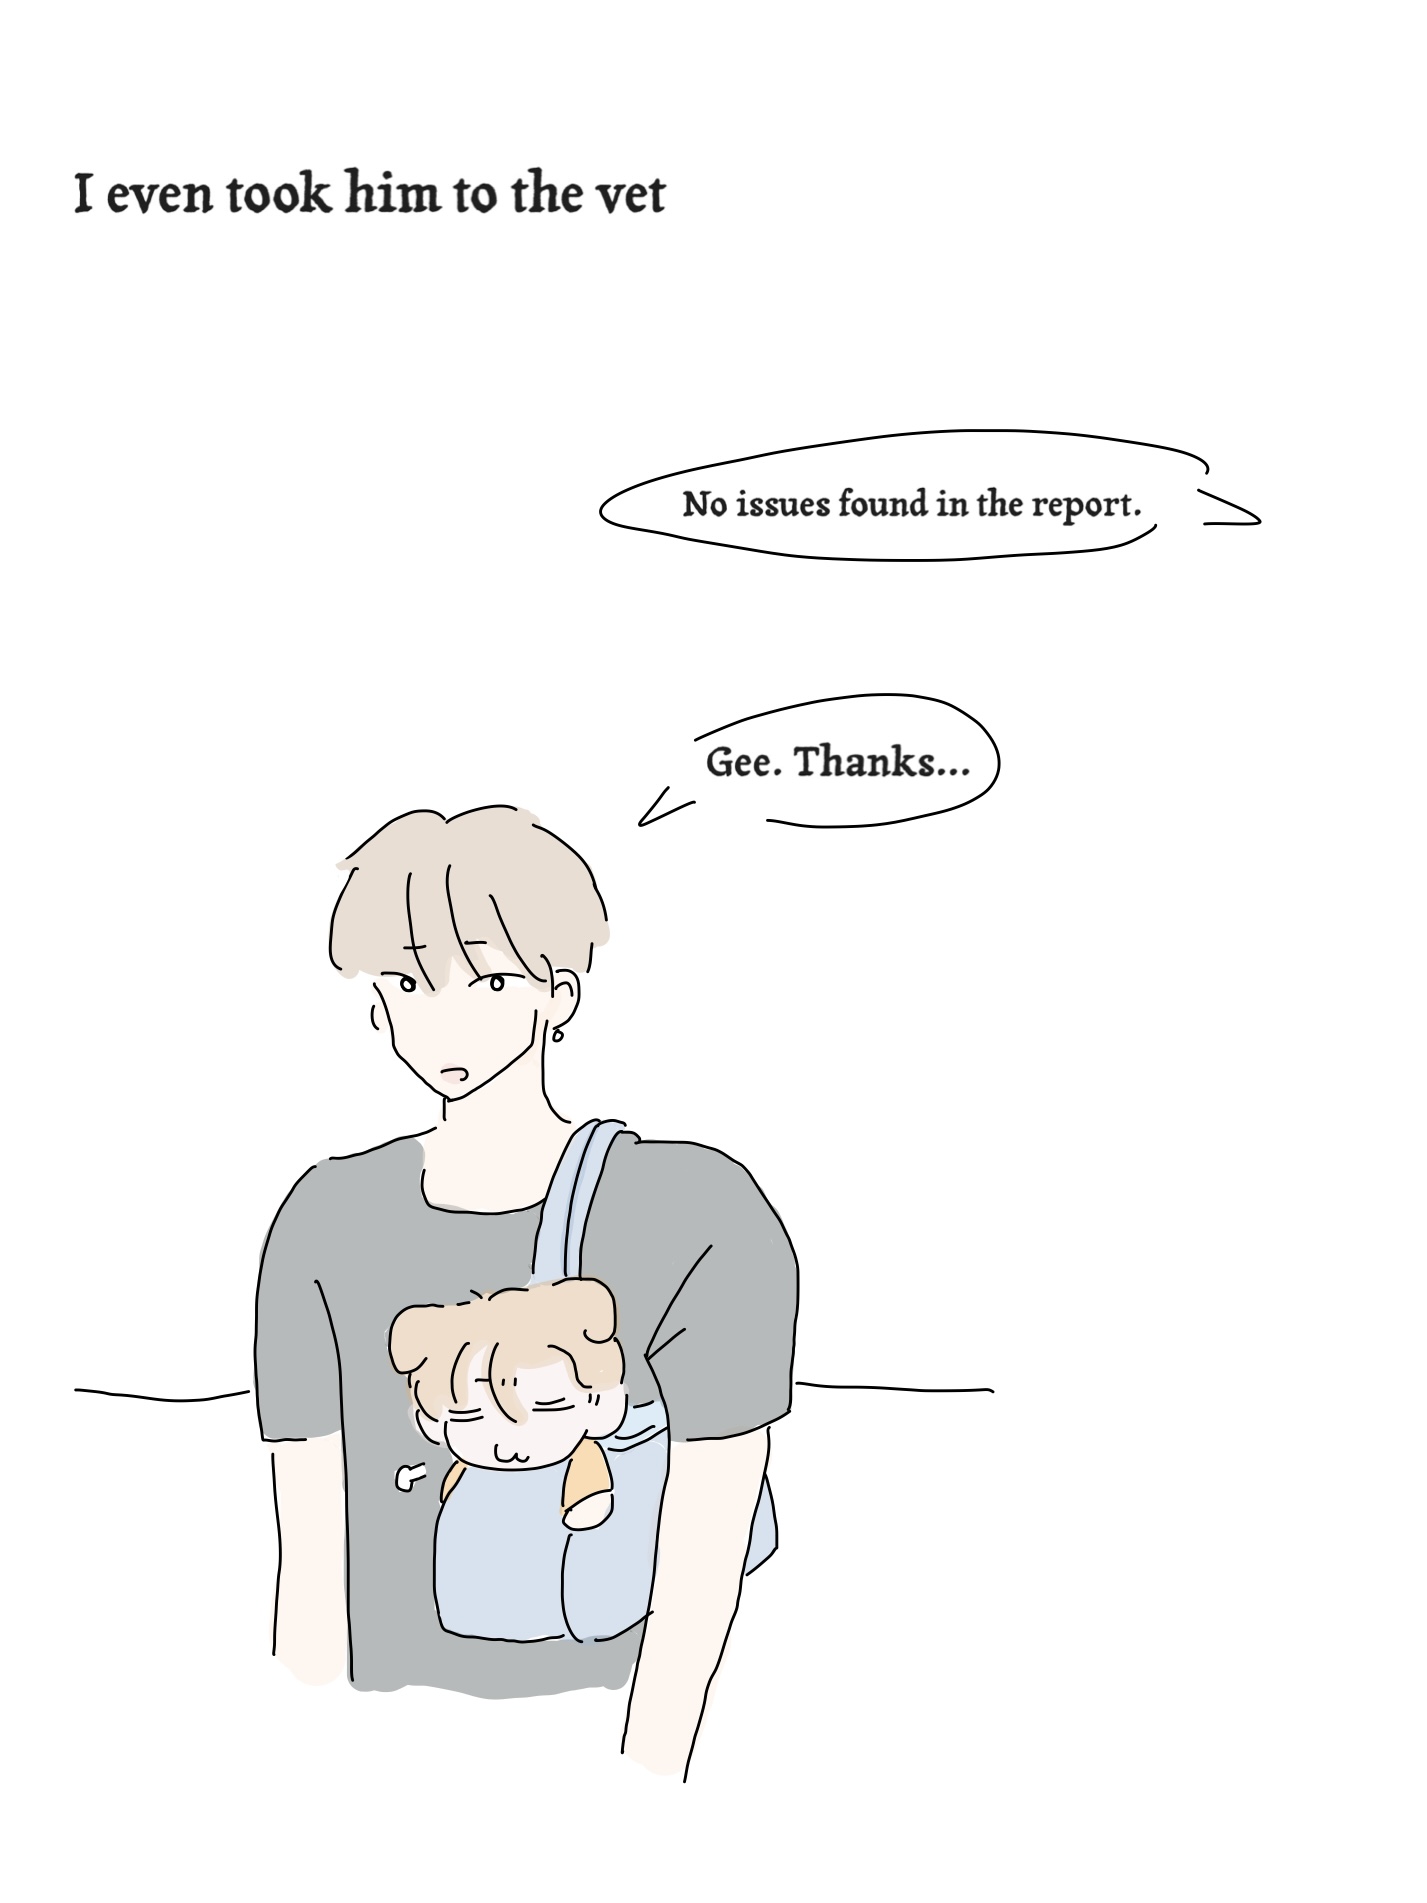 I even took him to the vet
No issues found in the report.
Gee. Thanks...